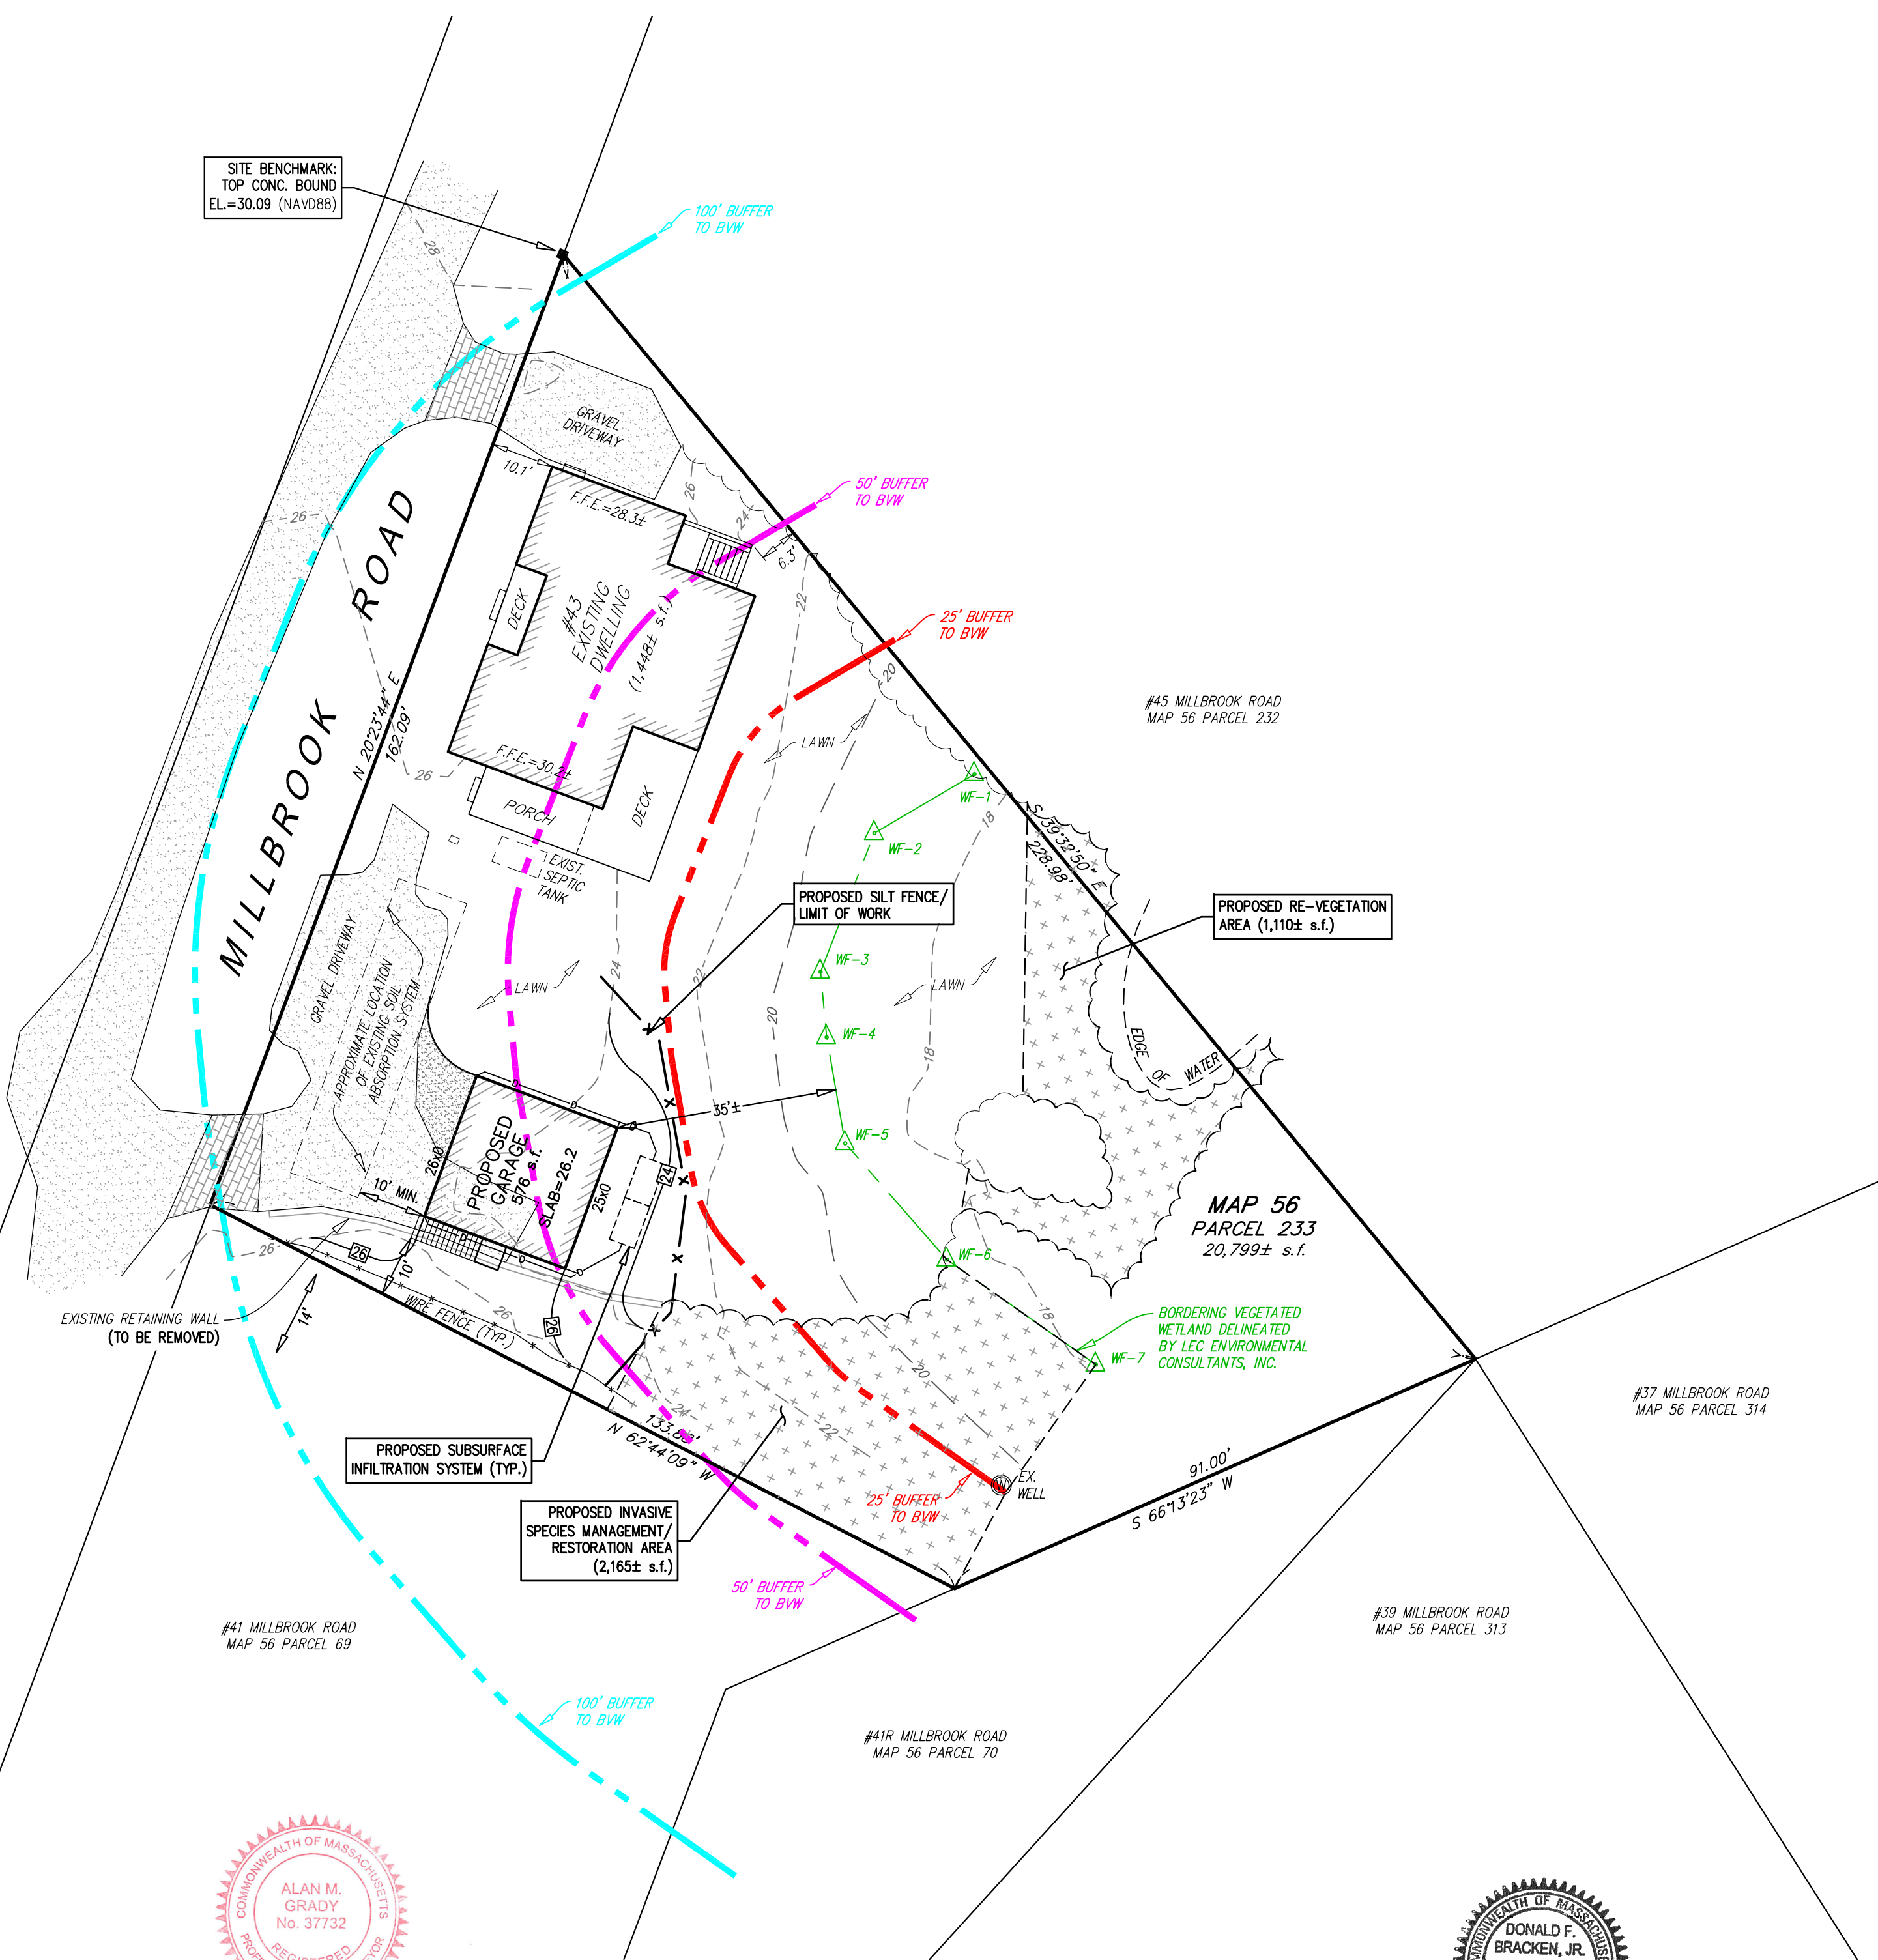 SITE BENCHMARK:
TOP CONC. BOUND
EL.=30.09 (NAVD88)
100' BUFFER
TO BVW
28
GRAVEL
DRIVEWAY
10.1'
F.F.E.=28.3±
26
24
50' BUFFER
TO BVW
6.3'
26
MILLBROOK ROAD
DECK
#43
EXISTING
DWELLING
(1,448± s.f.)
22
25' BUFFER
TO BVW
20
#45 MILLBROOK ROAD
MAP 56 PARCEL 232
N 20°23'44" E
162.09'
26
F.F.E.=30.2±
PORCH
DECK
LAWN
WF-1
WF-2
18
S 39°32'50" E
228.98'
EXIST.
SEPTIC
TANK
PROPOSED SILT FENCE/
LIMIT OF WORK
PROPOSED RE-VEGETATION
AREA (1,110± s.f.)
GRAVEL DRIVEWAY
APPROXIMATE LOCATION
OF EXISTING SOIL
ABSORPTION SYSTEM
LAWN
24
22
20
WF-3
LAWN
WF-4
18
EDGE
OF
WATER
35'±
WF-5
PROPOSED
GARAGE
576 s.f.
SLAB=26.2
26x0
25x0
24
10' MIN.
MAP 56
PARCEL 233
20,799± s.f.
WF-6
26
26
10'
14'
WIRE FENCE (TYP.)
26
26
18
EXISTING RETAINING WALL
(TO BE REMOVED)
BORDERING VEGETATED
WETLAND DELINEATED
BY LEC ENVIRONMENTAL
CONSULTANTS, INC.
WF-7
20
24
22
133.83'
N 62°44'09" W
#37 MILLBROOK ROAD
MAP 56 PARCEL 314
PROPOSED SUBSURFACE
INFILTRATION SYSTEM (TYP.)
91.00'
S 66°13'23" W
W
EX.
WELL
25' BUFFER
TO BVW
PROPOSED INVASIVE
SPECIES MANAGEMENT/
RESTORATION AREA
(2,165± s.f.)
50' BUFFER
TO BVW
#41 MILLBROOK ROAD
MAP 56 PARCEL 69
#39 MILLBROOK ROAD
MAP 56 PARCEL 313
100' BUFFER
TO BVW
#41R MILLBROOK ROAD
MAP 56 PARCEL 70
COMMONWEALTH OF MASSACHUSETTS
ALAN M.
GRADY
No. 37732
REGISTERED
DONALD F.
BRACKEN, JR.